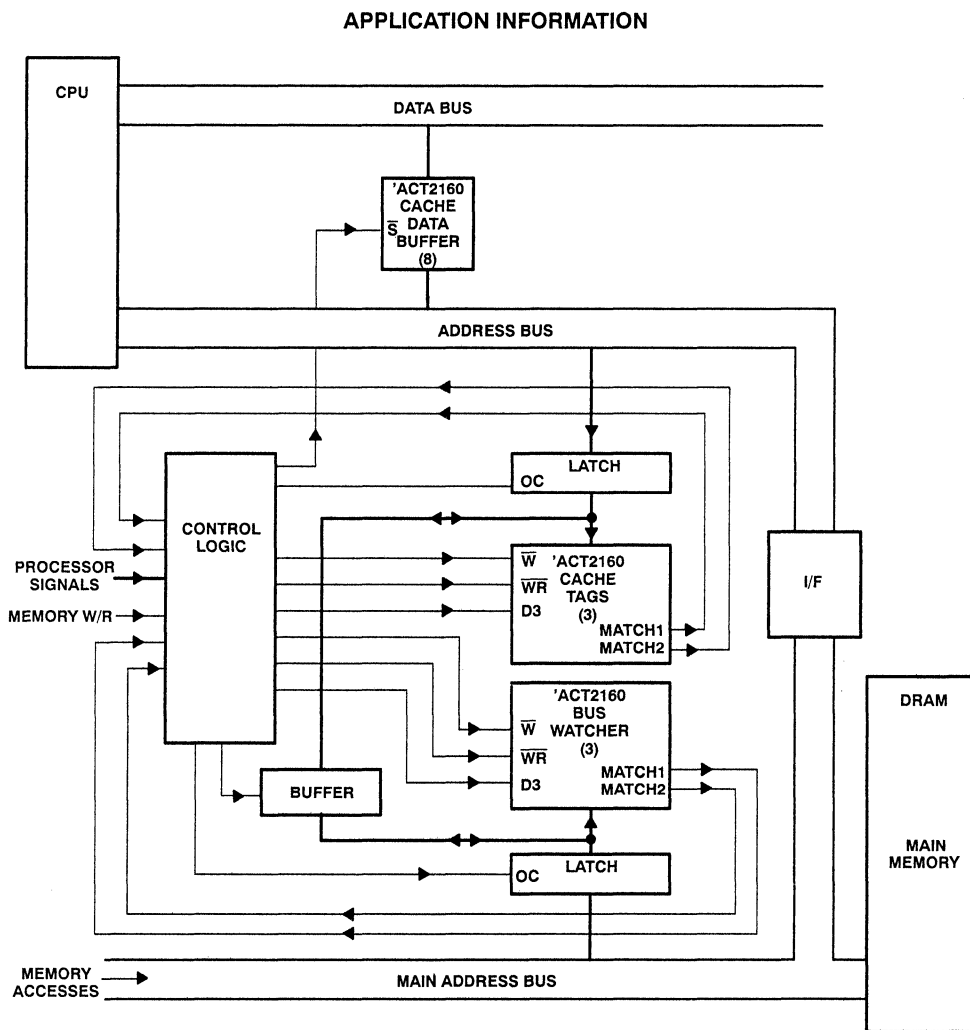 APPLICATION INFORMATION
CPU
DATA BUS
'ACT2160
CACHE
DATA
BUFFER
(8)
S̅
ADDRESS BUS
LATCH
OC
CONTROL
LOGIC
PROCESSOR
SIGNALS
MEMORY W/R
W̅
W̅R̅
D3
'ACT2160
CACHE
TAGS
(3)
MATCH1
MATCH2
I/F
W̅
W̅R̅
D3
'ACT2160
BUS
WATCHER
(3)
MATCH1
MATCH2
BUFFER
LATCH
OC
DRAM
MAIN
MEMORY
MEMORY
ACCESSES
MAIN ADDRESS BUS